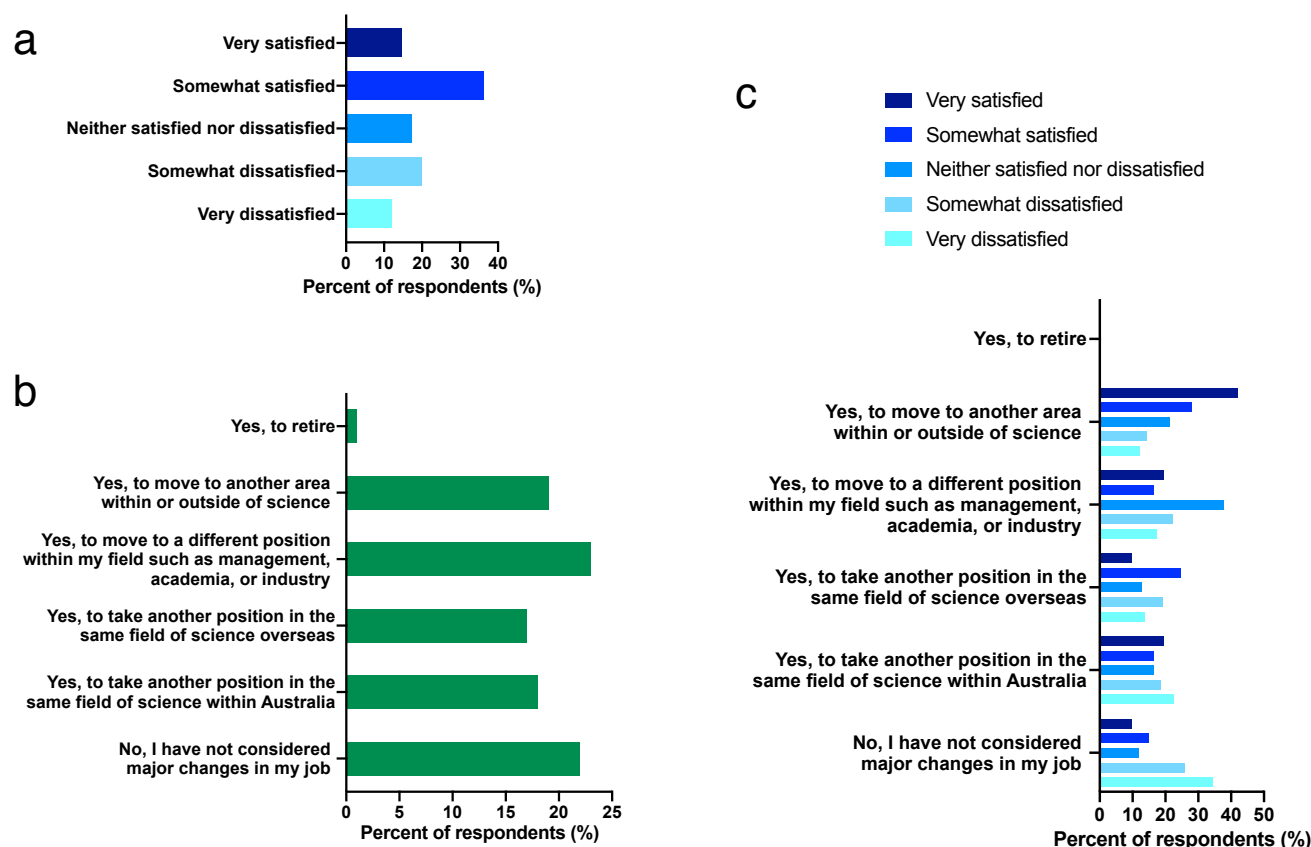 a
Very satisfied
Somewhat satisfied
Neither satisfied nor dissatisfied
Somewhat dissatisfied
Very dissatisfied
0 10 20 30 40
Percent of respondents (%)
b
Yes, to retire
Yes, to move to another area
within or outside of science
Yes, to move to a different position
within my field such as management,
academia, or industry
Yes, to take another position in the
same field of science overseas
Yes, to take another position in the
same field of science within Australia
No, I have not considered
major changes in my job
0 5 10 15 20 25
Percent of respondents (%)
c
Very satisfied
Somewhat satisfied
Neither satisfied nor dissatisfied
Somewhat dissatisfied
Very dissatisfied
Yes, to retire
Yes, to move to another area
within or outside of science
Yes, to move to a different position
within my field such as management,
academia, or industry
Yes, to take another position in the
same field of science overseas
Yes, to take another position in the
same field of science within Australia
No, I have not considered
major changes in my job
0 10 20 30 40 50
Percent of respondents (%)